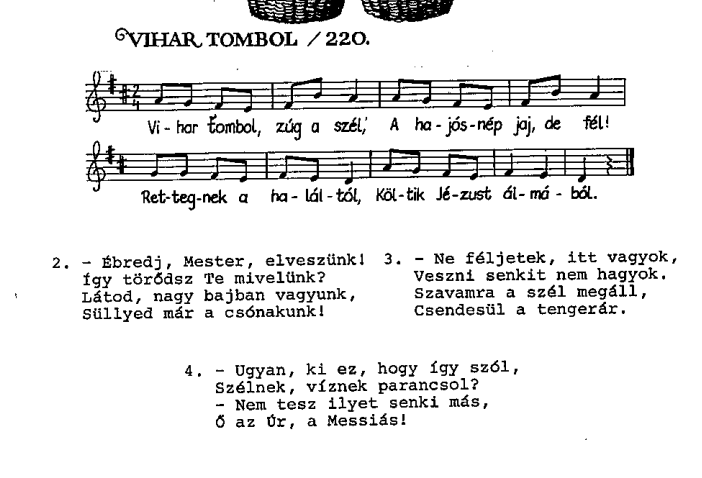 VIHAR TOMBOL / 220.
Vi - har tombol, zúg a szél, A ha - jós - nép jaj, de fél!
Ret - teg - nek a ha - lál - tól, Köl - tik Jé - zust ál - má - ból.
2. - Ébredj, Mester, elveszünk!
Így törődsz Te mivelünk?
Látod, nagy bajban vagyunk,
Süllyed már a csónakunk!
3. - Ne féljetek, itt vagyok,
Veszni senkit nem hagyok.
Szavamra a szél megáll,
Csendesül a tengerár.
4. - Ugyan, ki ez, hogy így szól,
Szélnek, víznek parancsol?
- Nem tesz ilyet senki más,
Ő az Úr, a Messiás!